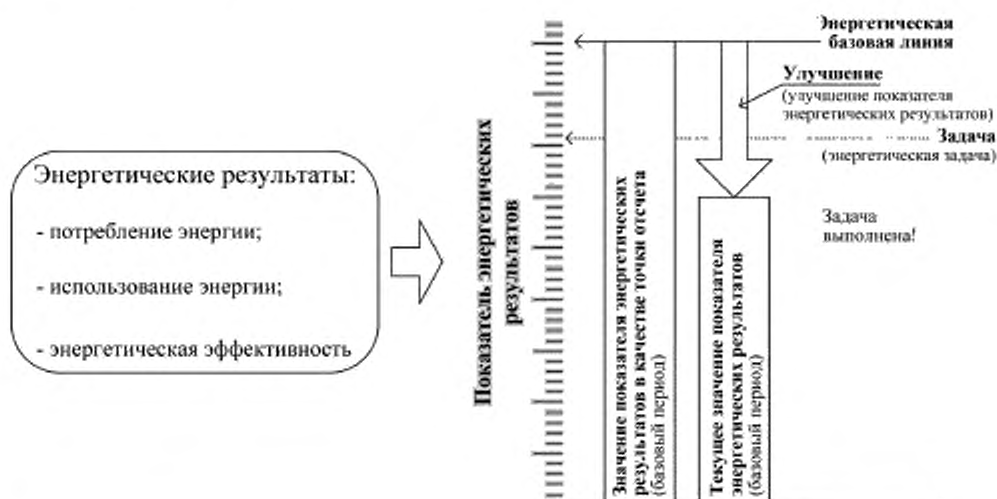 Энергетические результаты:
- потребление энергии;
- использование энергии;
- энергетическая эффективность
Показатель энергетических
результатов
Значение показателя энергетических
результатов в качестве точки отсчета
(базовый период)
Текущее значение показателя
энергетических результатов
(базовый период)
Энергетическая
базовая линия
Улучшение
(улучшение показателя
энергетических результатов)
Задача
(энергетическая задача)
Задача
выполнена!